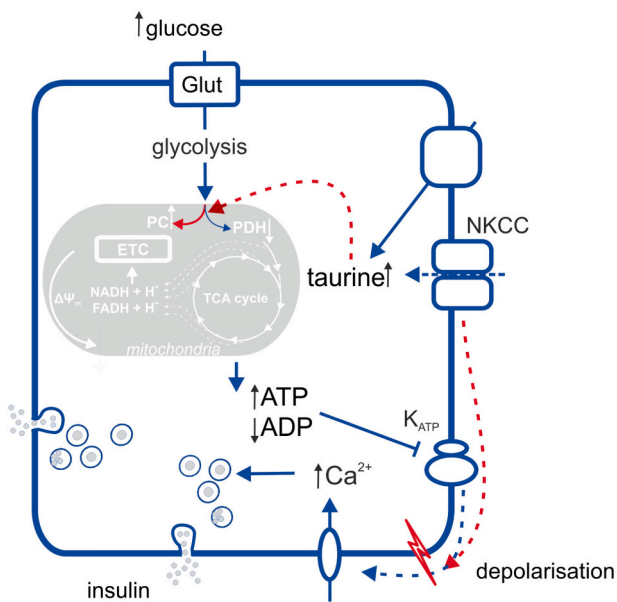 ↑glucose
Glut
glycolysis
PC↑
PDH↓
ETC
NKCC
taurine↑
ΔΨm
NADH + H⁺
FADH + H⁺
TCA cycle
mitochondria
↑ATP
↓ADP
K_ATP
↑Ca²⁺
insulin
depolarisation